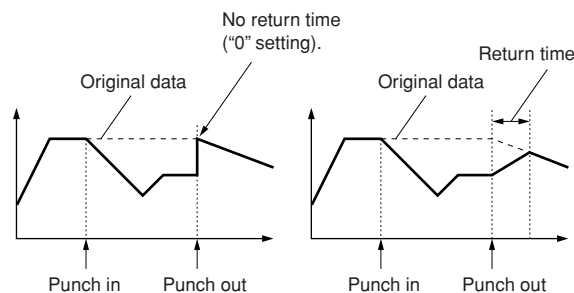 No return time
(“0” setting).
Original data
Punch in
Punch out
Return time
Original data
Punch in
Punch out